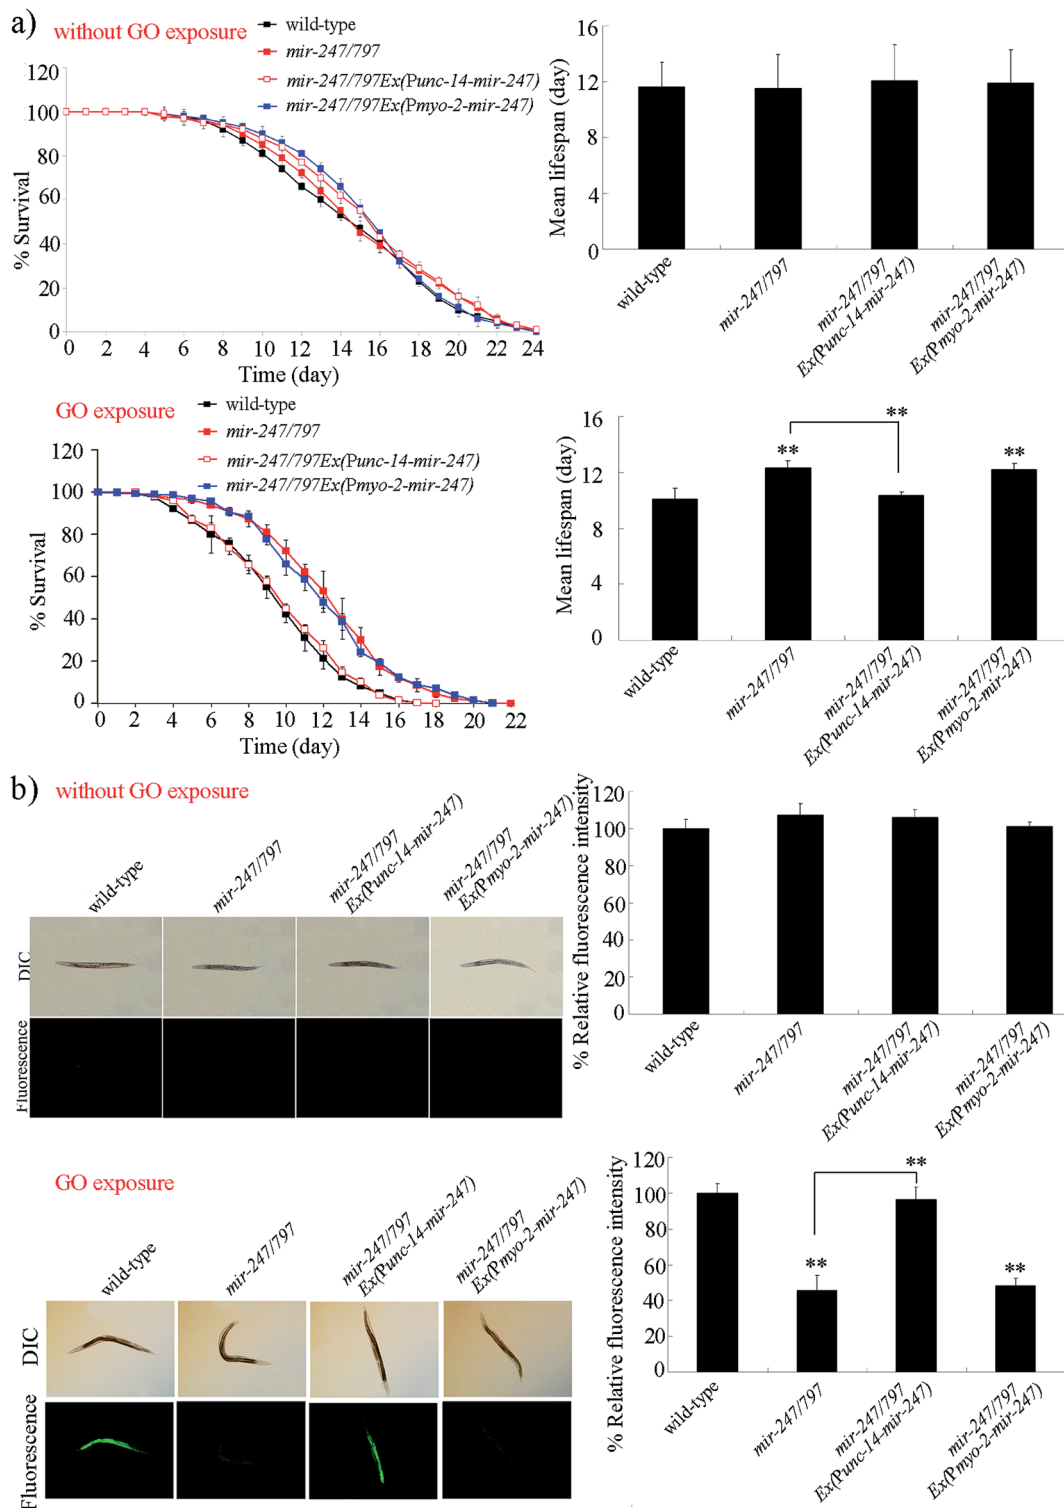 a)
without GO exposure
wild-type
mir-247/797
mir-247/797Ex(Punc-14-mir-247)
mir-247/797Ex(Pmyo-2-mir-247)
% Survival
120
100
80
60
40
20
0
0 2 4 6 8 10 12 14 16 18 20 22 24
Time (day)
Mean lifespan (day)
16
12
8
4
0
wild-type
mir-247/797
mir-247/797
Ex(Punc-14-mir-247)
mir-247/797
Ex(Pmyo-2-mir-247)
GO exposure
wild-type
mir-247/797
mir-247/797Ex(Punc-14-mir-247)
mir-247/797Ex(Pmyo-2-mir-247)
% Survival
120
100
80
60
40
20
0
0 2 4 6 8 10 12 14 16 18 20 22
Time (day)
Mean lifespan (day)
16
12
8
4
0
**
**
**
wild-type
mir-247/797
mir-247/797
Ex(Punc-14-mir-247)
mir-247/797
Ex(Pmyo-2-mir-247)
b)
without GO exposure
wild-type
mir-247/797
mir-247/797
Ex(Punc-14-mir-247)
mir-247/797
Ex(Pmyo-2-mir-247)
DIC
Fluorescence
% Relative fluorescence intensity
120
100
80
60
40
20
0
wild-type
mir-247/797
mir-247/797
Ex(Punc-14-mir-247)
mir-247/797
Ex(Pmyo-2-mir-247)
GO exposure
wild-type
mir-247/797
mir-247/797
Ex(Punc-14-mir-247)
mir-247/797
Ex(Pmyo-2-mir-247)
DIC
Fluorescence
% Relative fluorescence intensity
120
100
80
60
40
20
0
**
**
**
wild-type
mir-247/797
mir-247/797
Ex(Punc-14-mir-247)
mir-247/797
Ex(Pmyo-2-mir-247)